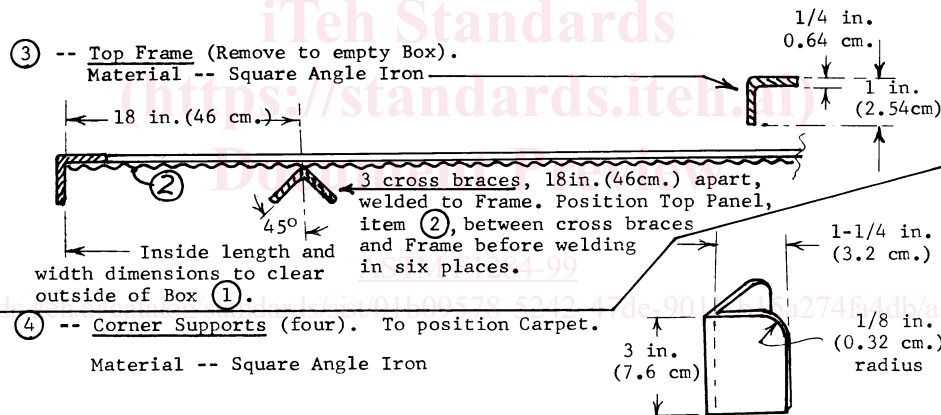 iTeh Standards
(https://standards.iteh.ai)
Document Preview
ASTM F1284-99
1/4 in.
0.64 cm.
③ -- Top Frame (Remove to empty Box).
Material -- Square Angle Iron
1 in.
(2.54cm)
18 in.(46 cm.)
②
3 cross braces, 18in.(46cm.) apart,
welded to Frame. Position Top Panel,
item ②, between cross braces
and Frame before welding
in six places.
45°
Inside length and
width dimensions to clear
outside of Box ①.
1-1/4 in.
(3.2 cm.)
④ -- Corner Supports (four). To position Carpet.
Material -- Square Angle Iron
3 in.
(7.6 cm)
1/8 in.
(0.32 cm.)
radius